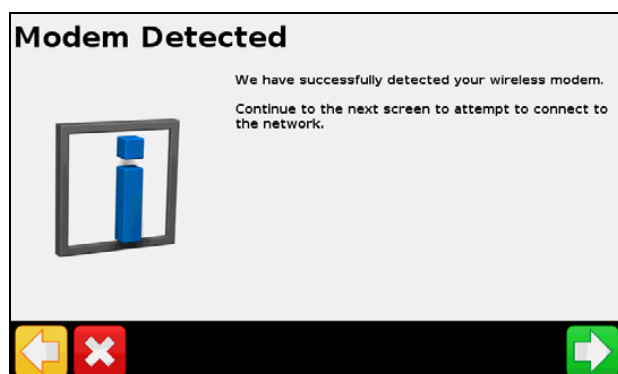 Modem Detected
We have successfully detected your wireless modem.
Continue to the next screen to attempt to connect to
the network.